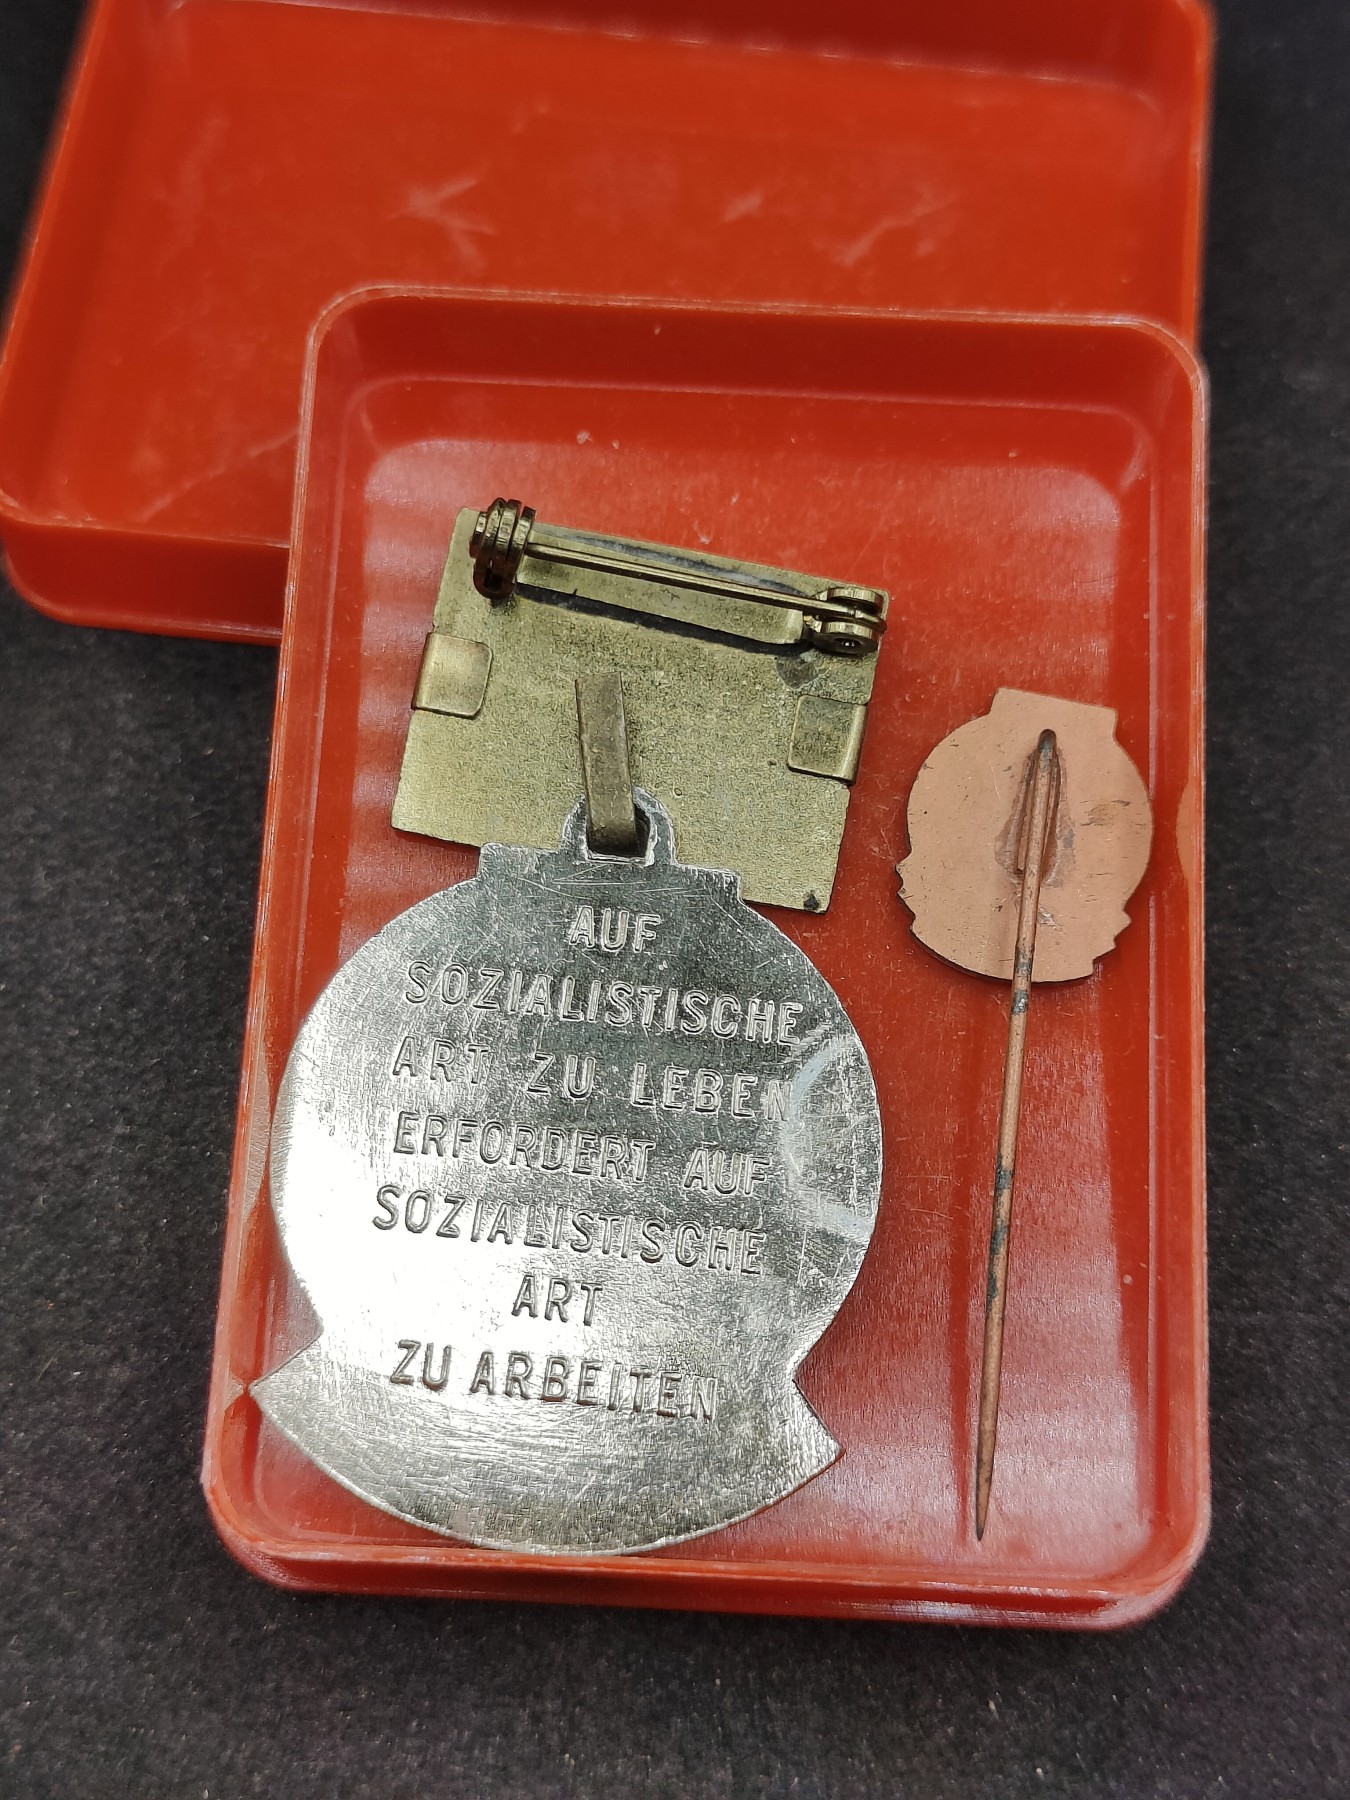 AUF
SOZIALISTISCHE
ART ZU LEBEN
ERFORDERT AUF
SOZIALISTISCHE
ART
ZU ARBEITEN